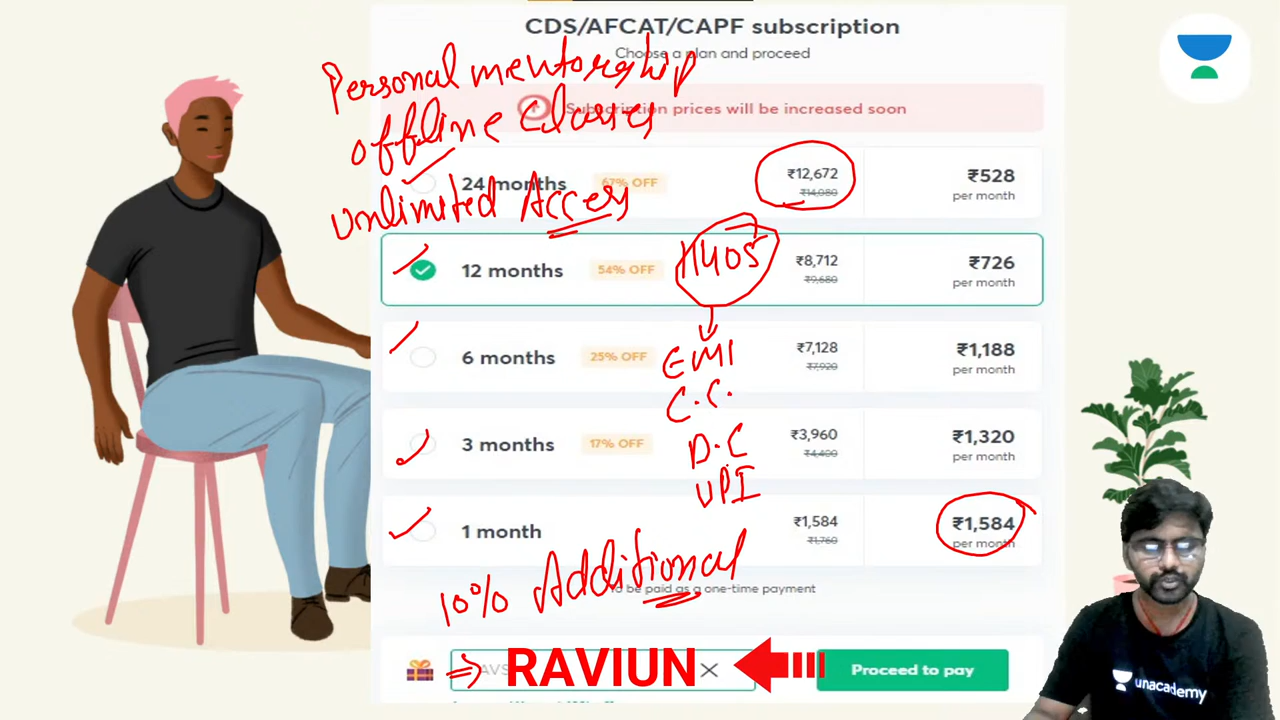 CDS/AFCAT/CAPF subscription
Choose a plan and proceed
Personal mentorship
Subscription prices will be increased soon
offline classes
24 months 67% OFF ₹12,672 ₹528
₹14,080 per month
Unlimited Access
12 months 54% OFF ₹8,712 ₹726
₹9,680 per month
6 months 25% OFF ₹7,128 ₹1,188
₹7,920 per month
EMI
C.C.
3 months 17% OFF ₹3,960 ₹1,320
₹4,400 per month
D.C
UPI
1 month ₹1,584 ₹1,584
₹1,760 per month
10% Additional
To be paid as a one-time payment
RAVIUN
Proceed to pay
unacademy